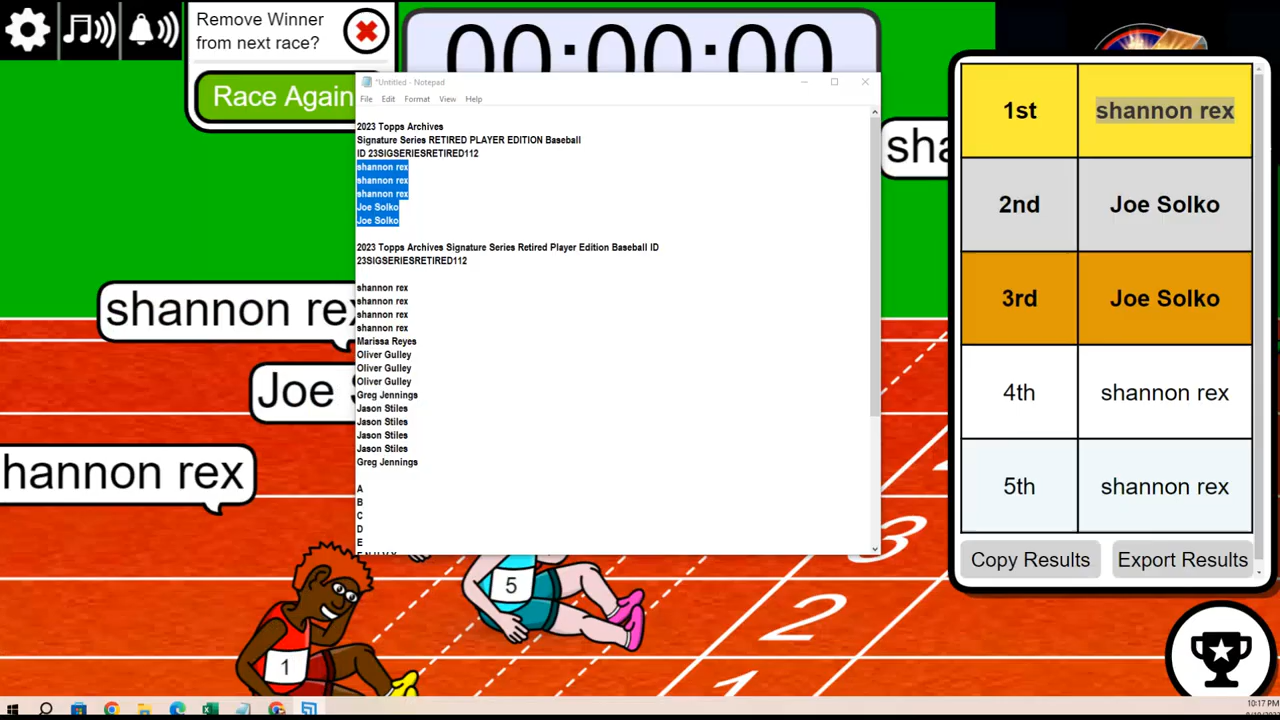 Remove Winner
from next race?
Race Again
00:00:00
*Untitled - Notepad
File Edit Format View Help
2023 Topps Archives
Signature Series RETIRED PLAYER EDITION Baseball
ID 23SIGSERIESRETIRED112
shannon rex
shannon rex
shannon rex
Joe Solko
Joe Solko
2023 Topps Archives Signature Series Retired Player Edition Baseball ID
23SIGSERIESRETIRED112
shannon rex
shannon rex
shannon rex
shannon rex
Marissa Reyes
Oliver Gulley
Oliver Gulley
Oliver Gulley
Greg Jennings
Jason Stiles
Jason Stiles
Jason Stiles
Jason Stiles
Greg Jennings
A
B
C
D
E
1st shannon rex
2nd Joe Solko
3rd Joe Solko
4th shannon rex
5th shannon rex
Copy Results Export Results
sha
shannon rex
Joe
hannon rex
5
1
3
2
10:17 PM